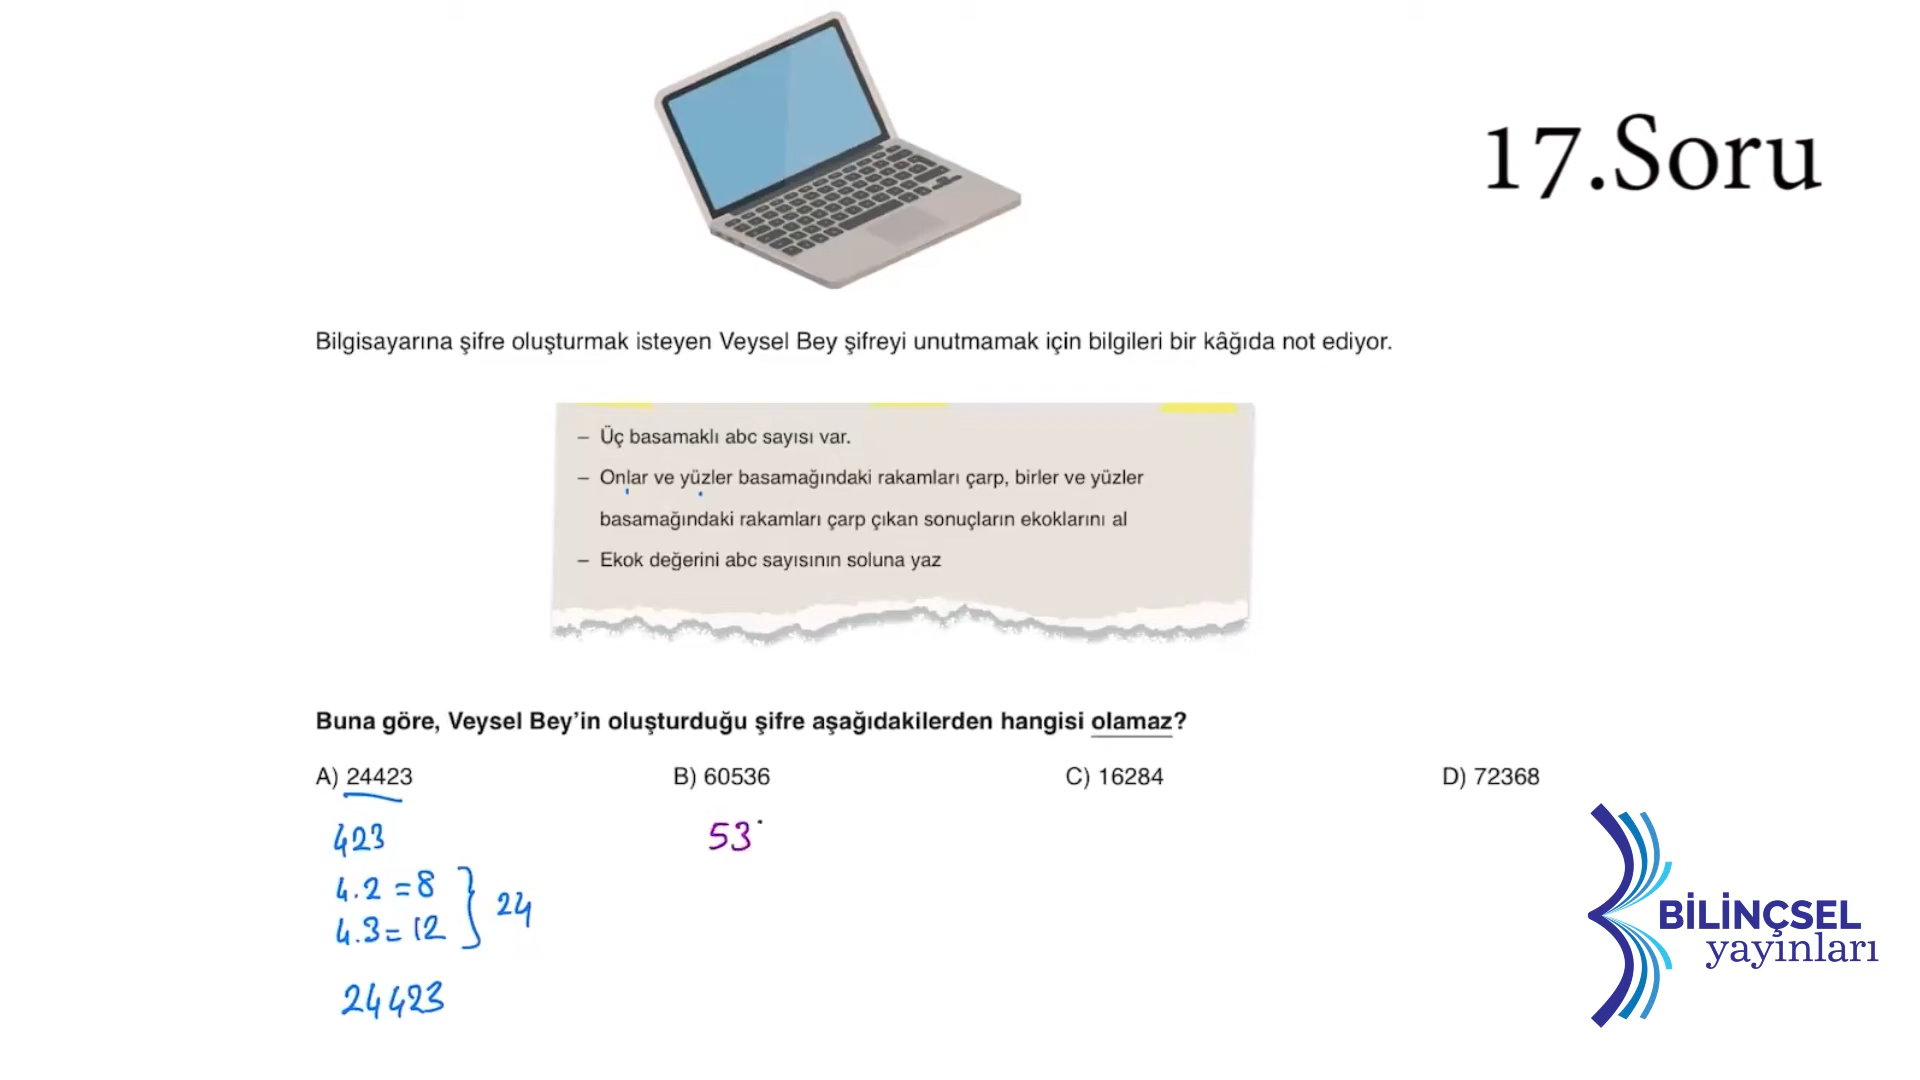 17.Soru
Bilgisayarına şifre oluşturmak isteyen Veysel Bey şifreyi unutmamak için bilgileri bir kâğıda not ediyor.
– Üç basamaklı abc sayısı var.
– Onlar ve yüzler basamağındaki rakamları çarp, birler ve yüzler
basamağındaki rakamları çarp çıkan sonuçların ekoklarını al
– Ekok değerini abc sayısının soluna yaz
Buna göre, Veysel Bey’in oluşturduğu şifre aşağıdakilerden hangisi olamaz?
A) 24423 B) 60536 C) 16284 D) 72368
423 53
4.2 = 8
4.3 = 12 } 24
24423
BİLİNÇSEL
yayınları